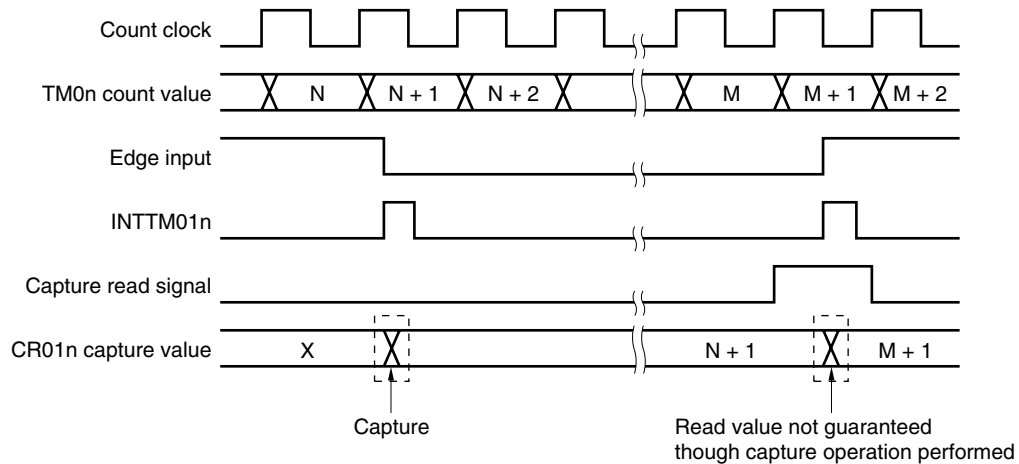 Count clock
TM0n count value
N
N + 1
N + 2
M
M + 1
M + 2
Edge input
INTTM01n
Capture read signal
CR01n capture value
X
N + 1
M + 1
Capture
Read value not guaranteed
though capture operation performed